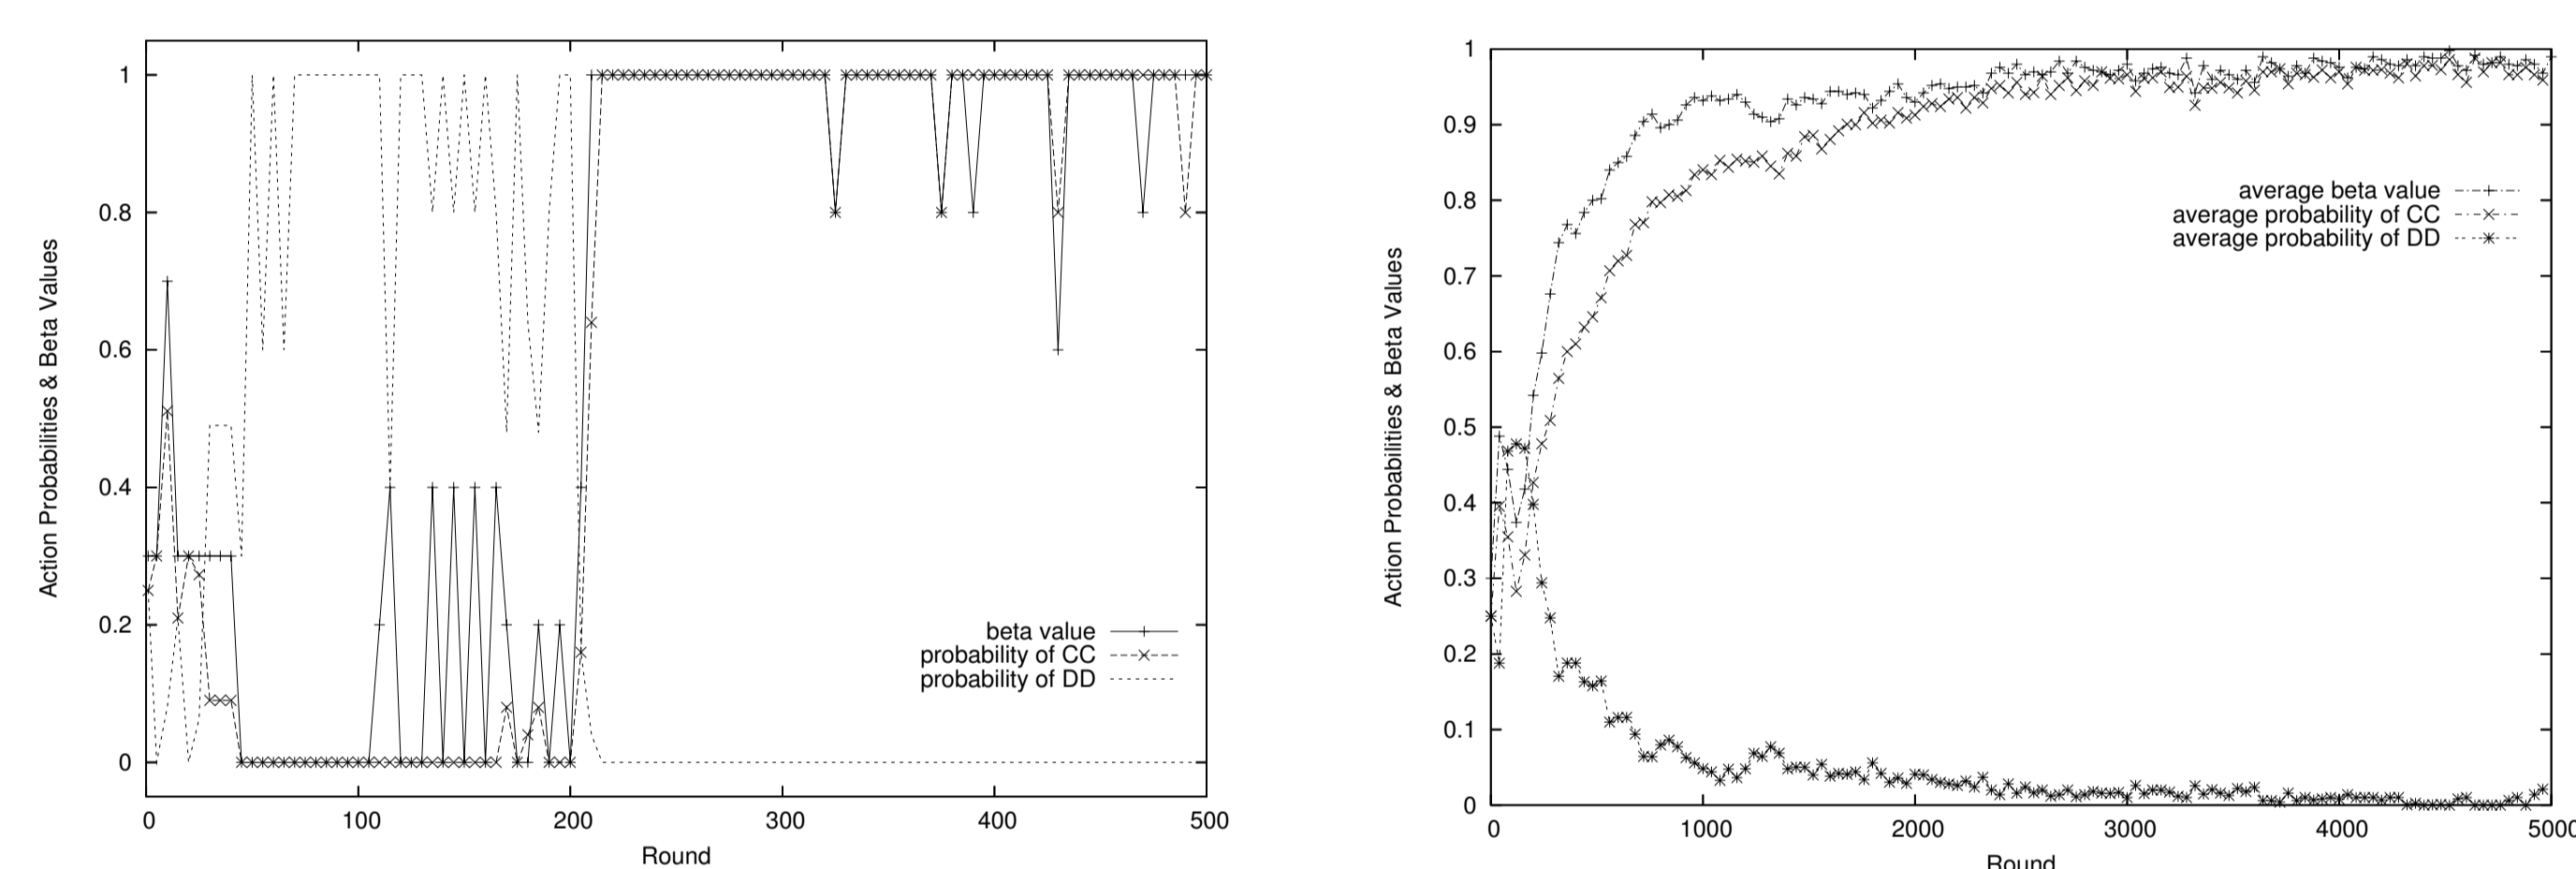 1
0.8
0.6
0.4
0.2
0
Action Probabilities & Beta Values
beta value
probability of CC
probability of DD
0 100 200 300 400 500
Round
1
0.9
0.8
0.7
0.6
0.5
0.4
0.3
0.2
0.1
0
Action Probabilities & Beta Values
average beta value
average probability of CC
average probability of DD
0 1000 2000 3000 4000 5000
Round